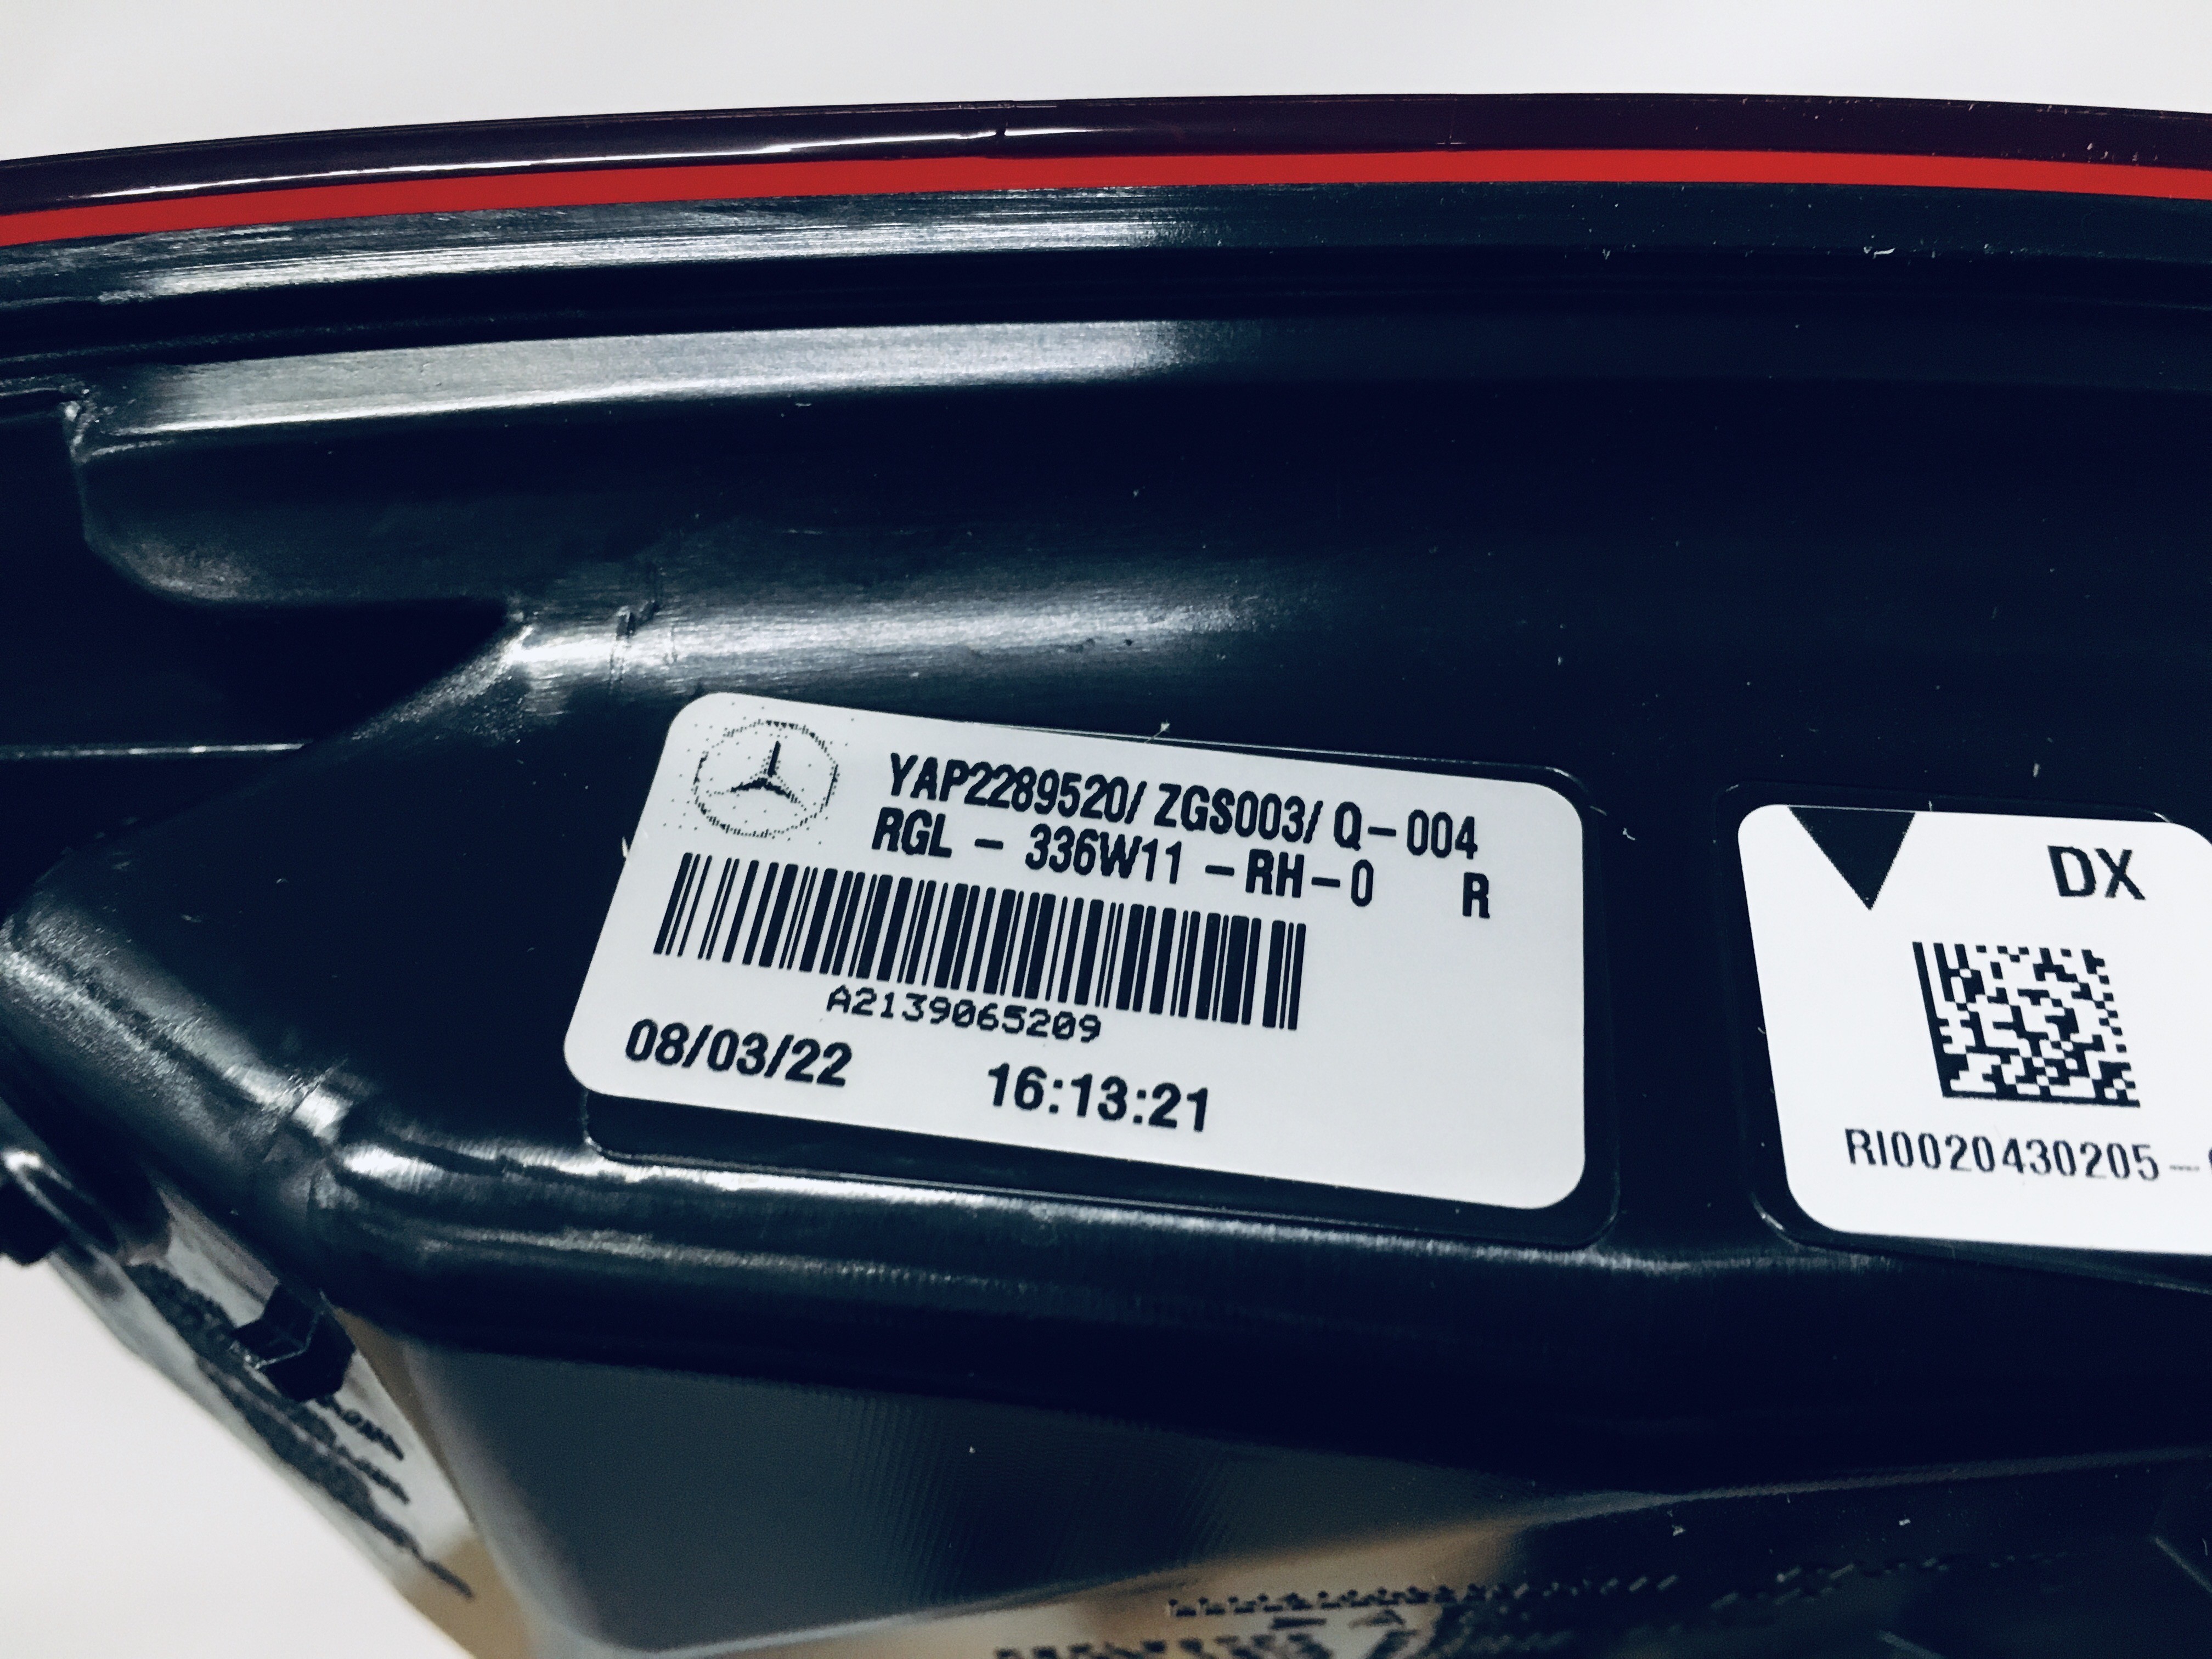 YAP2289520/ ZGS003/ Q-004
RGL - 336W11 -RH-0 R
A2139065209
08/03/22 16:13:21
DX
RI0020430205-